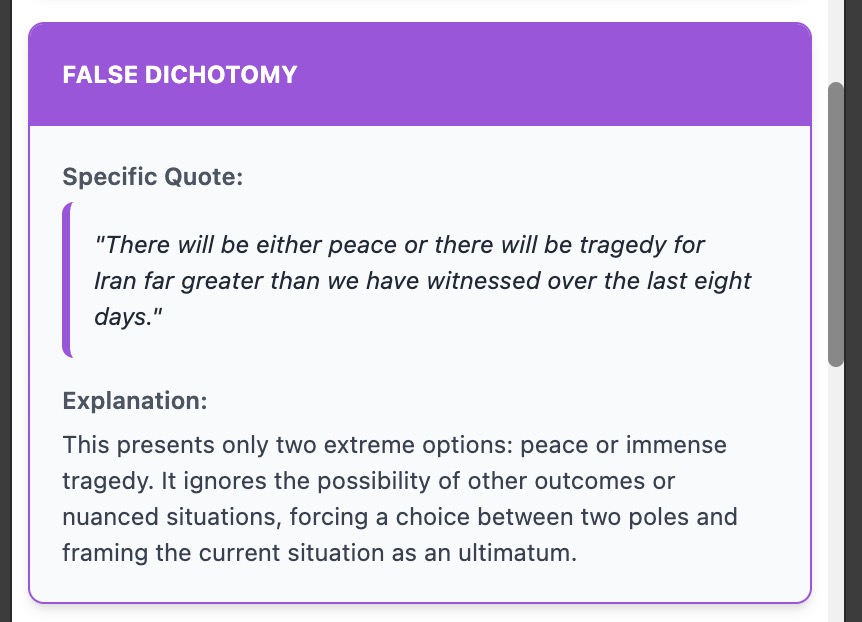 FALSE DICHOTOMY
Specific Quote:
"There will be either peace or there will be tragedy for
Iran far greater than we have witnessed over the last eight
days."
Explanation:
This presents only two extreme options: peace or immense
tragedy. It ignores the possibility of other outcomes or
nuanced situations, forcing a choice between two poles and
framing the current situation as an ultimatum.